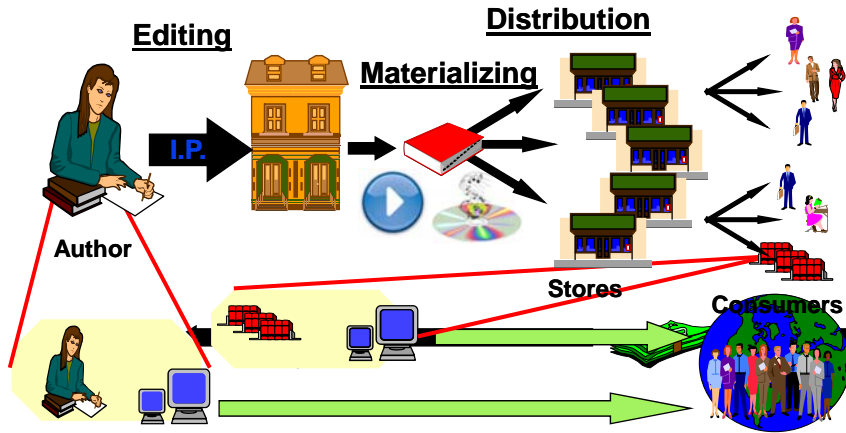 Distribution
Editing
Materializing
I.P.
Author
Stores
Consumers